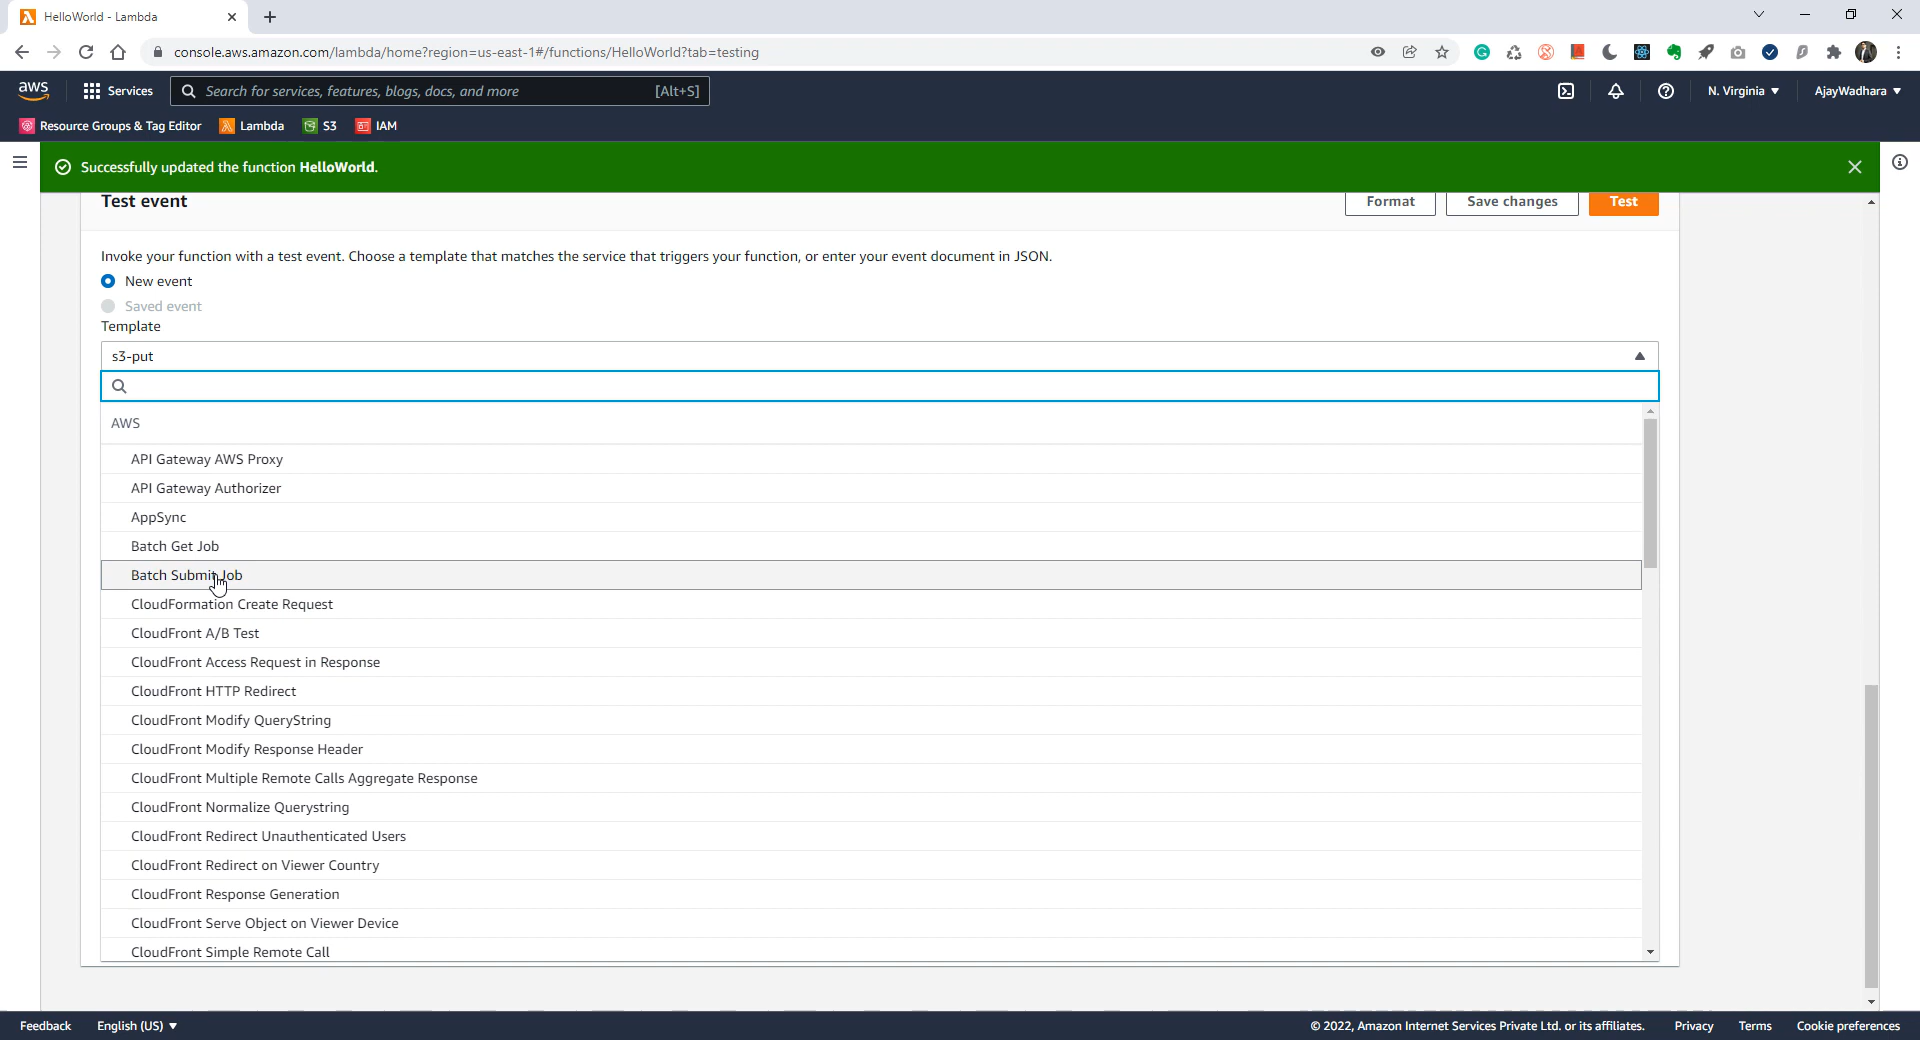 HelloWorld - Lambda
console.aws.amazon.com/lambda/home?region=us-east-1#/functions/HelloWorld?tab=testing
aws Services Search for services, features, blogs, docs, and more [Alt+S] N. Virginia ▼ AjayWadhara ▼
Resource Groups & Tag Editor Lambda S3 IAM
Successfully updated the function HelloWorld.
Test event Format Save changes Test
Invoke your function with a test event. Choose a template that matches the service that triggers your function, or enter your event document in JSON.
New event
Saved event
Template
s3-put
AWS
API Gateway AWS Proxy
API Gateway Authorizer
AppSync
Batch Get Job
Batch Submit Job
CloudFormation Create Request
CloudFront A/B Test
CloudFront Access Request in Response
CloudFront HTTP Redirect
CloudFront Modify QueryString
CloudFront Modify Response Header
CloudFront Multiple Remote Calls Aggregate Response
CloudFront Normalize Querystring
CloudFront Redirect Unauthenticated Users
CloudFront Redirect on Viewer Country
CloudFront Response Generation
CloudFront Serve Object on Viewer Device
CloudFront Simple Remote Call
Feedback English (US) ▼ © 2022, Amazon Internet Services Private Ltd. or its affiliates. Privacy Terms Cookie preferences